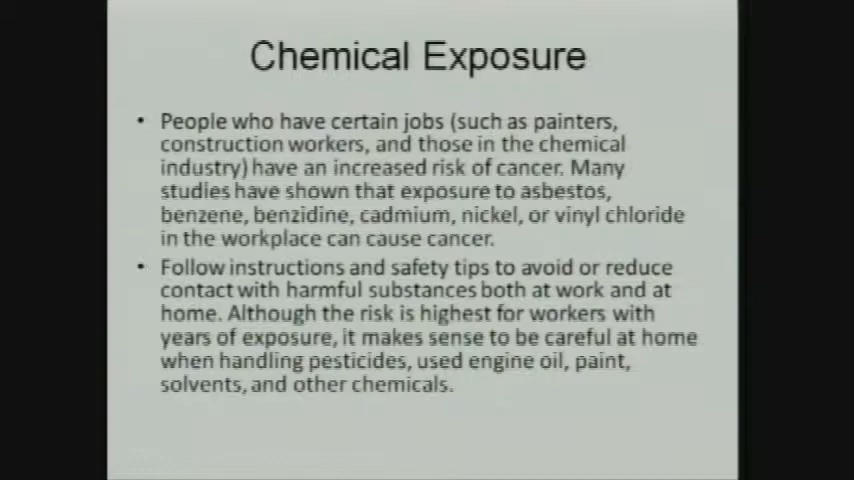 Chemical Exposure
• People who have certain jobs (such as painters,
construction workers, and those in the chemical
industry) have an increased risk of cancer. Many
studies have shown that exposure to asbestos,
benzene, benzidine, cadmium, nickel, or vinyl chloride
in the workplace can cause cancer.
• Follow instructions and safety tips to avoid or reduce
contact with harmful substances both at work and at
home. Although the risk is highest for workers with
years of exposure, it makes sense to be careful at home
when handling pesticides, used engine oil, paint,
solvents, and other chemicals.